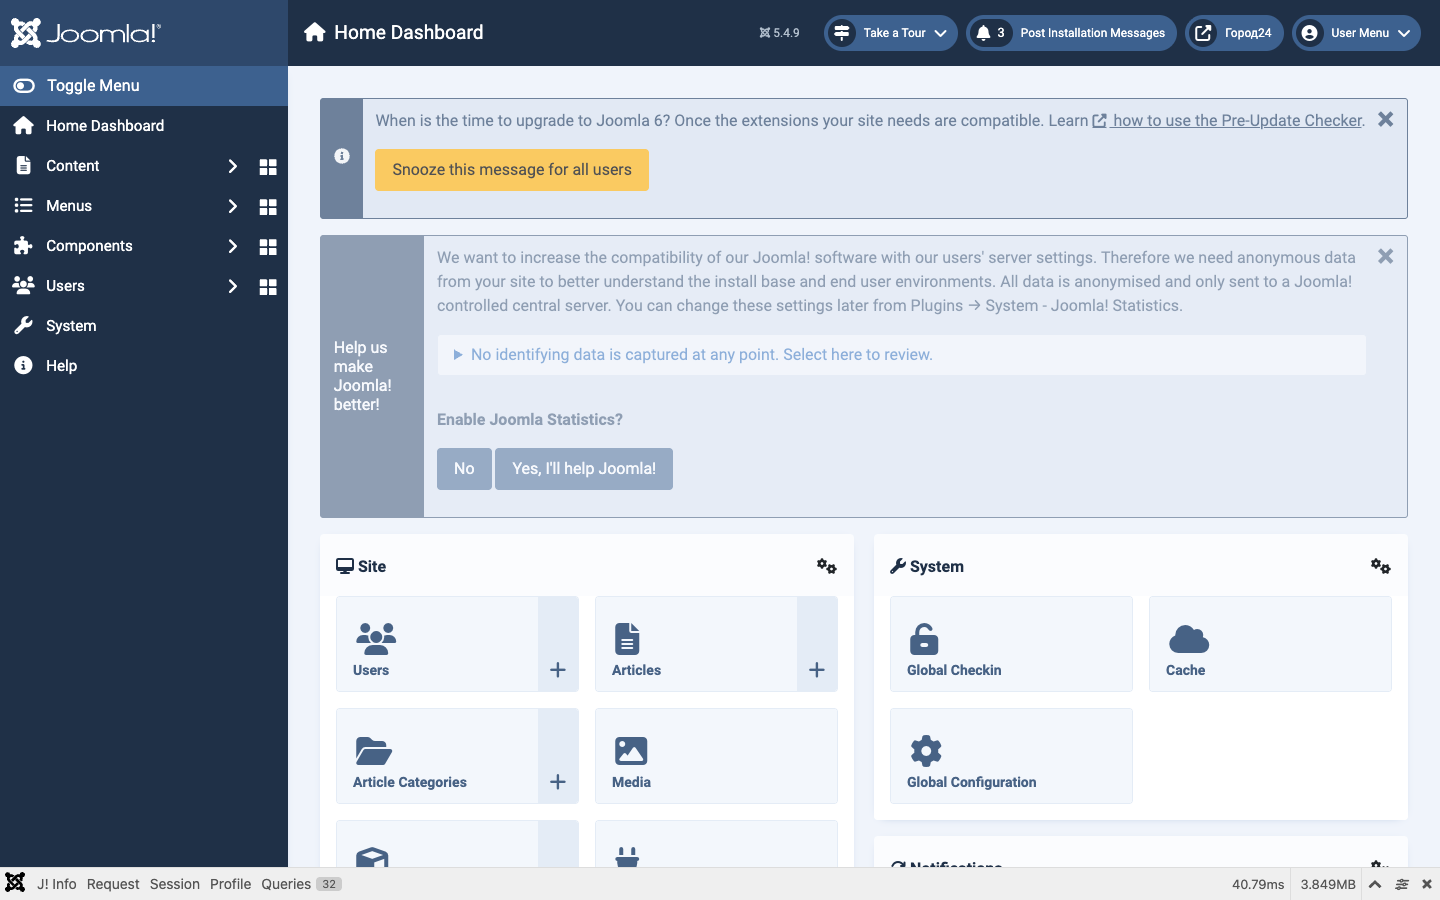 Joomla!
Home Dashboard
5.4.9
Take a Tour
3 Post Installation Messages
Город24
User Menu
Toggle Menu
Home Dashboard
Content
Menus
Components
Users
System
Help
When is the time to upgrade to Joomla 6? Once the extensions your site needs are compatible. Learn how to use the Pre-Update Checker.
Snooze this message for all users
Help us
make
Joomla!
better!
We want to increase the compatibility of our Joomla! software with our users' server settings. Therefore we need anonymous data
from your site to better understand the install base and end user environments. All data is anonymised and only sent to a Joomla!
controlled central server. You can change these settings later from Plugins → System - Joomla! Statistics.
No identifying data is captured at any point. Select here to review.
Enable Joomla Statistics?
No
Yes, I'll help Joomla!
Site
Users
Articles
Article Categories
Media
System
Global Checkin
Cache
Global Configuration
Notifications
J! Info Request Session Profile Queries 32
40.79ms 3.849MB